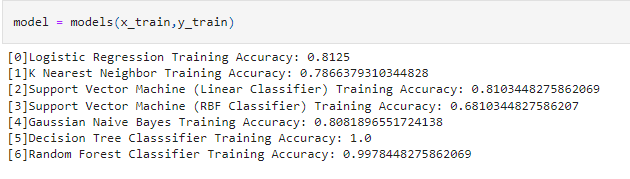 model = models(x_train,y_train)
[0]Logistic Regression Training Accuracy: 0.8125
[1]K Nearest Neighbor Training Accuracy: 0.7866379310344828
[2]Support Vector Machine (Linear Classifier) Training Accuracy: 0.8103448275862069
[3]Support Vector Machine (RBF Classifier) Training Accuracy: 0.6810344827586207
[4]Gaussian Naive Bayes Training Accuracy: 0.8081896551724138
[5]Decision Tree Classsifier Training Accuracy: 1.0
[6]Random Forest Classifier Training Accuracy: 0.9978448275862069